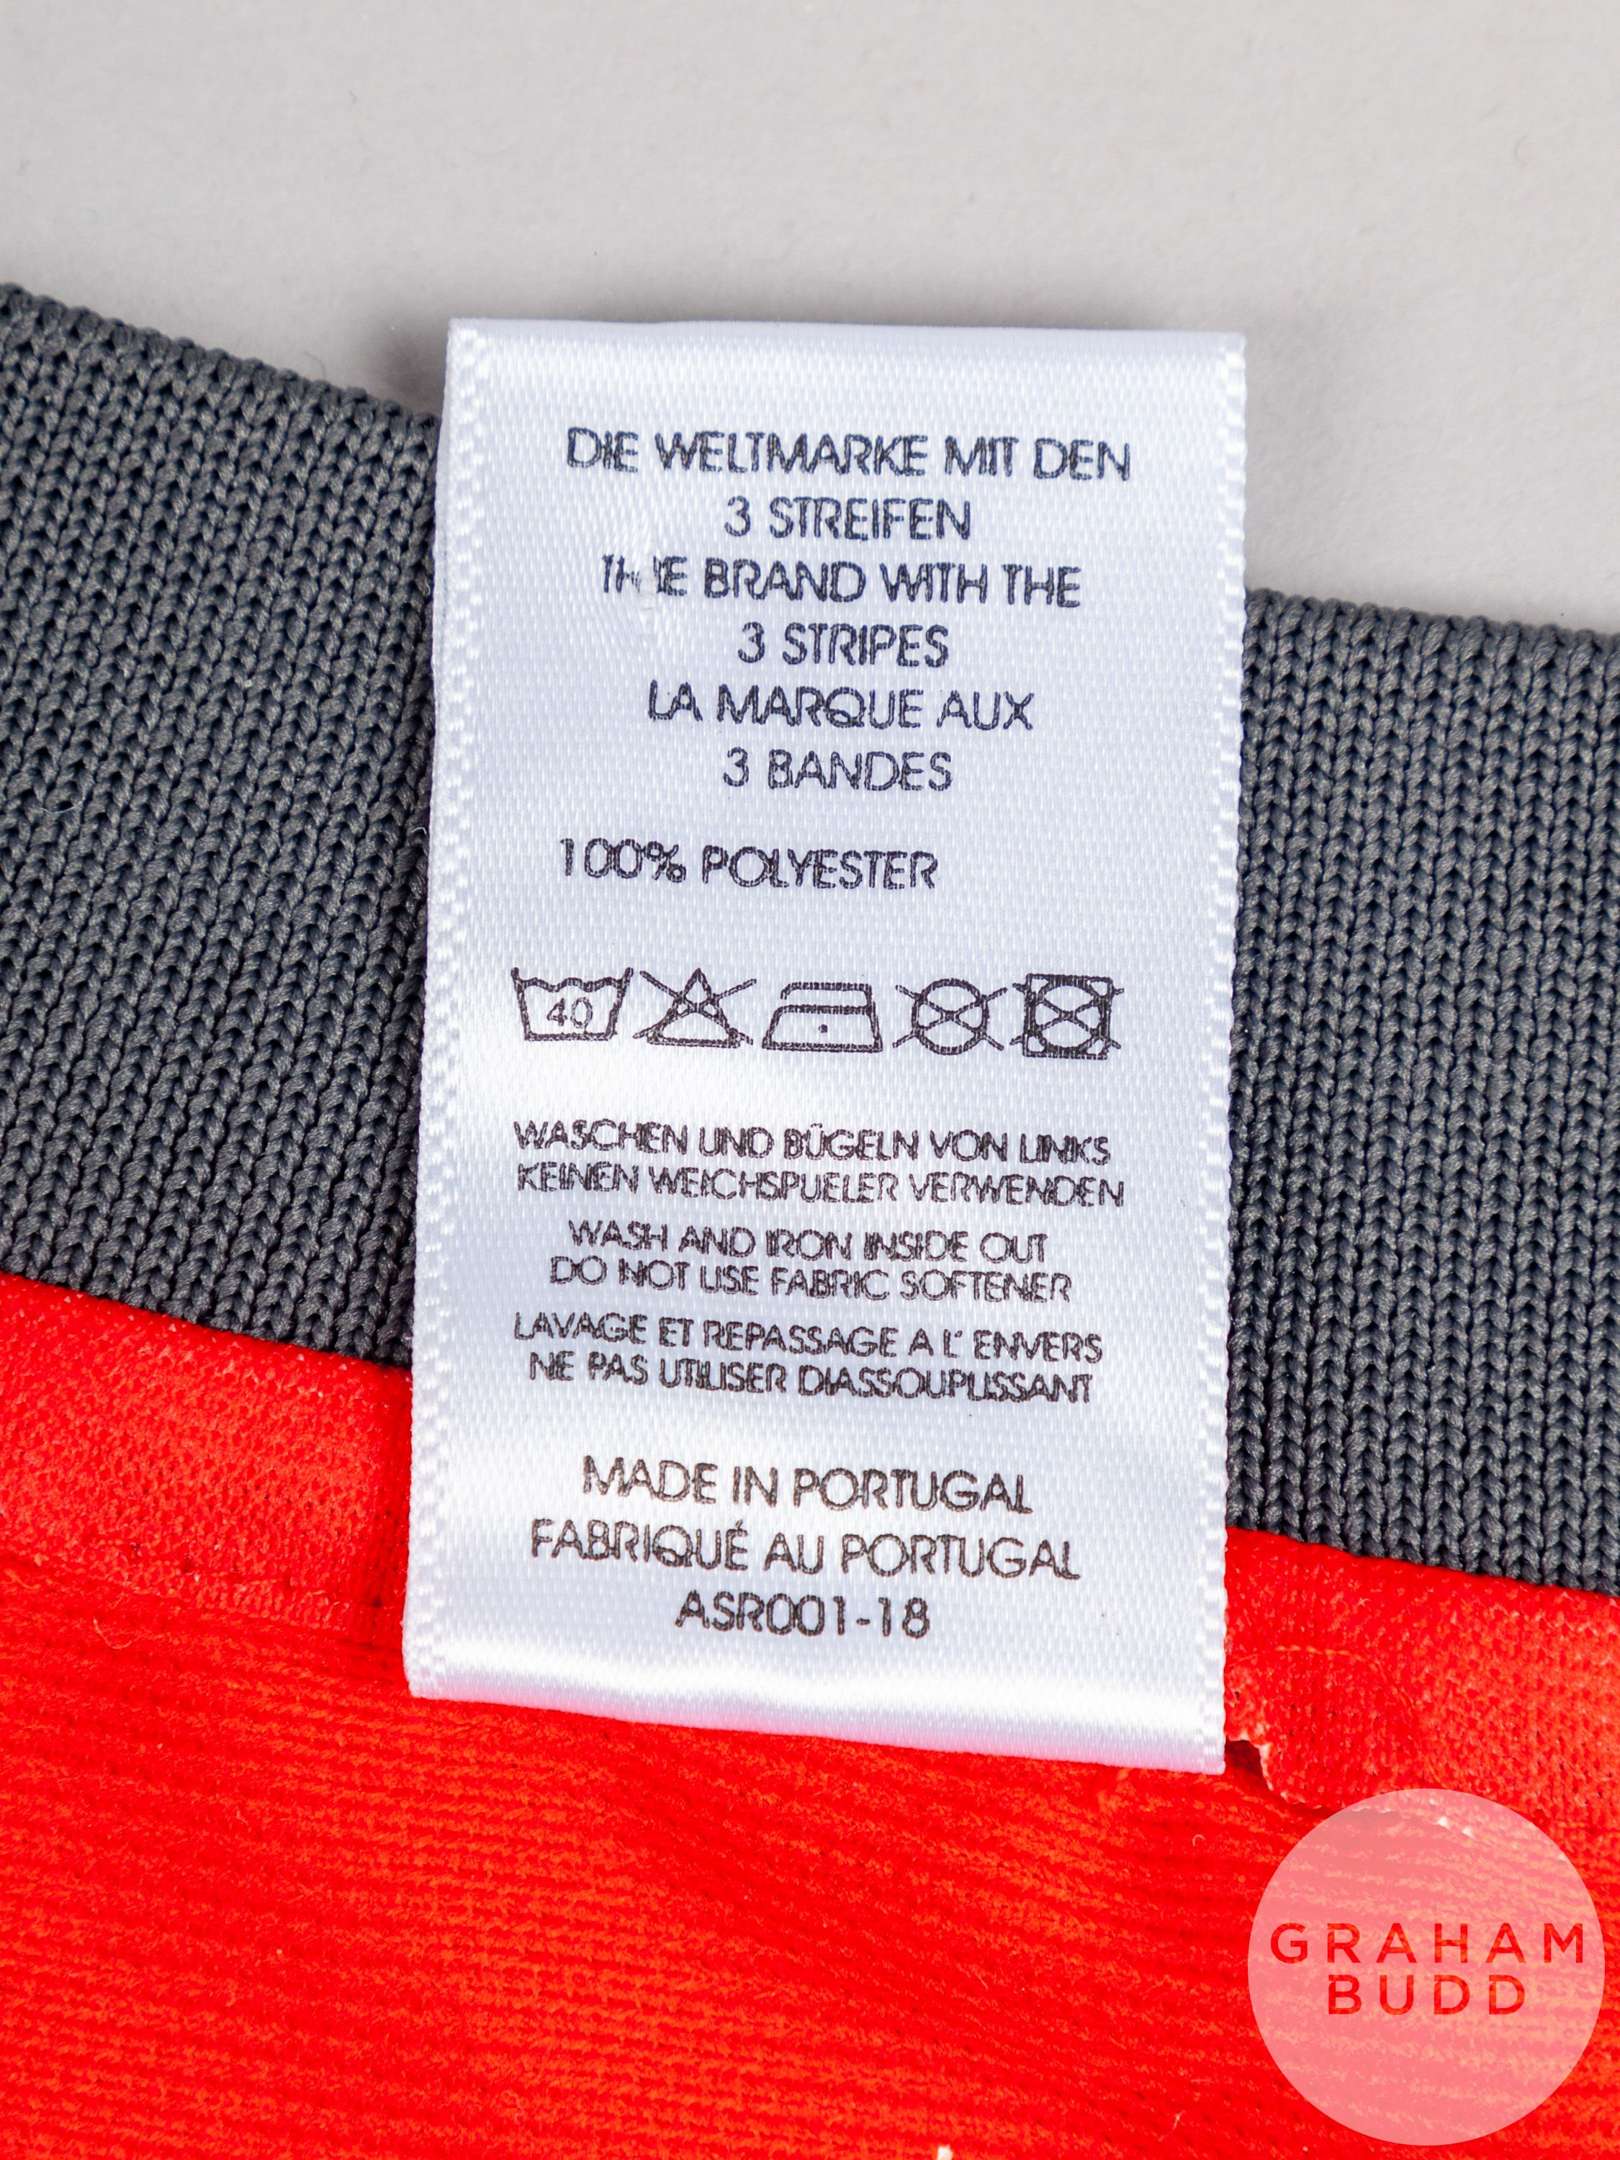 DIE WELTMARKE MIT DEN
3 STREIFEN
THE BRAND WITH THE
3 STRIPES
LA MARQUE AUX
3 BANDES
100% POLYESTER
40
WASCHEN UND BÜGELN VON LINKS
KEINEN WEICHSPUELER VERWENDEN
WASH AND IRON INSIDE OUT
DO NOT USE FABRIC SOFTENER
LAVAGE ET REPASSAGE A L' ENVERS
NE PAS UTILISER DIASSOUPLISSANT
MADE IN PORTUGAL
FABRIQUÉ AU PORTUGAL
ASR001-18
GRAHAM
BUDD